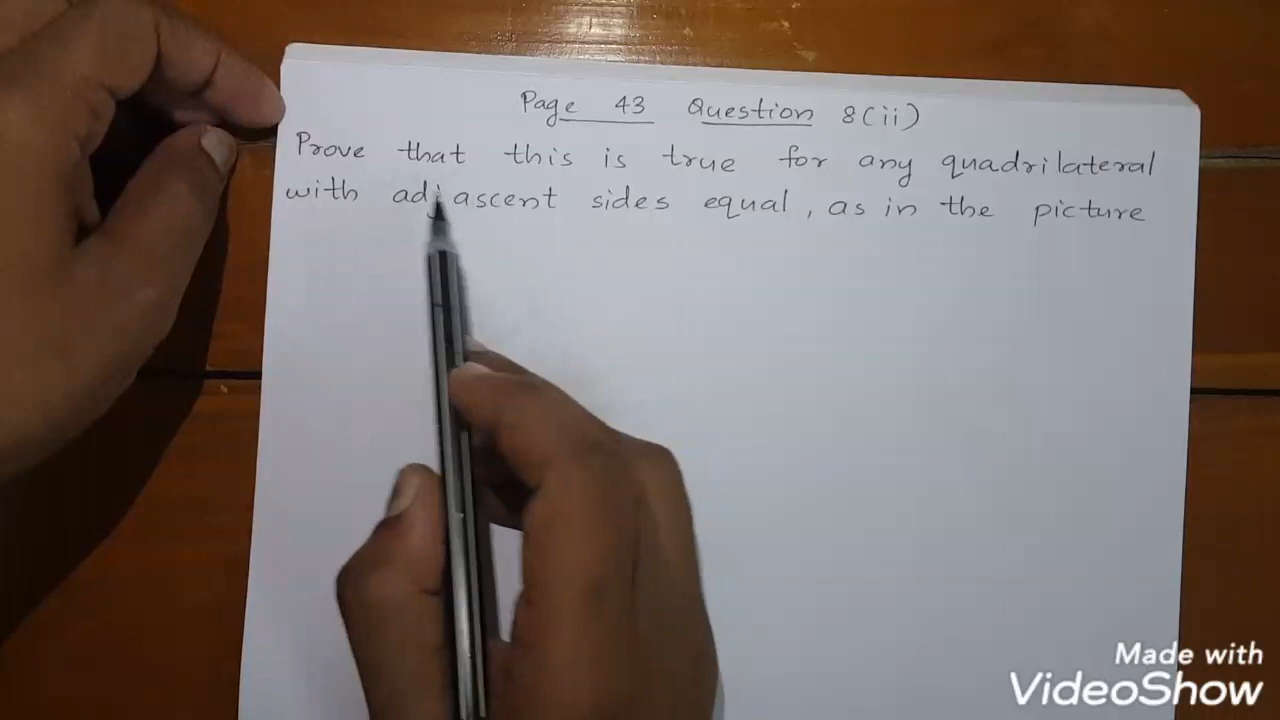 Page 43 Question 8(ii)
Prove that this is true for any quadrilateral
with adjascent sides equal, as in the picture
Made with
VideoShow